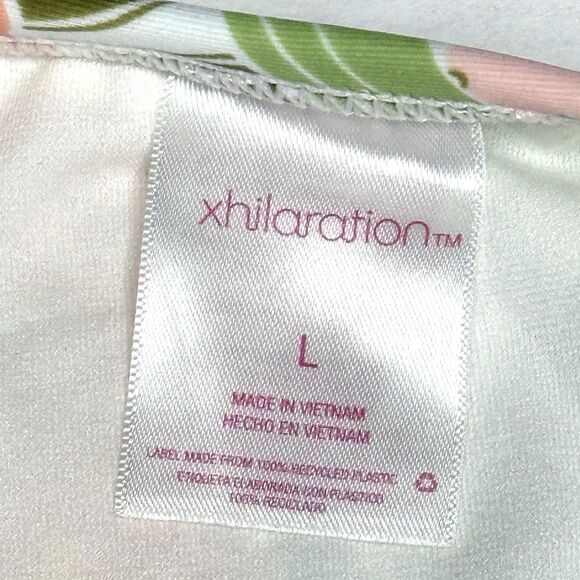 xhilaration™
L
MADE IN VIETNAM
HECHO EN VIETNAM
LABEL MADE FROM 100% RECYCLED PLASTIC
ETIQUETA ELABORADA CON PLASTICO
100% RECICLADO